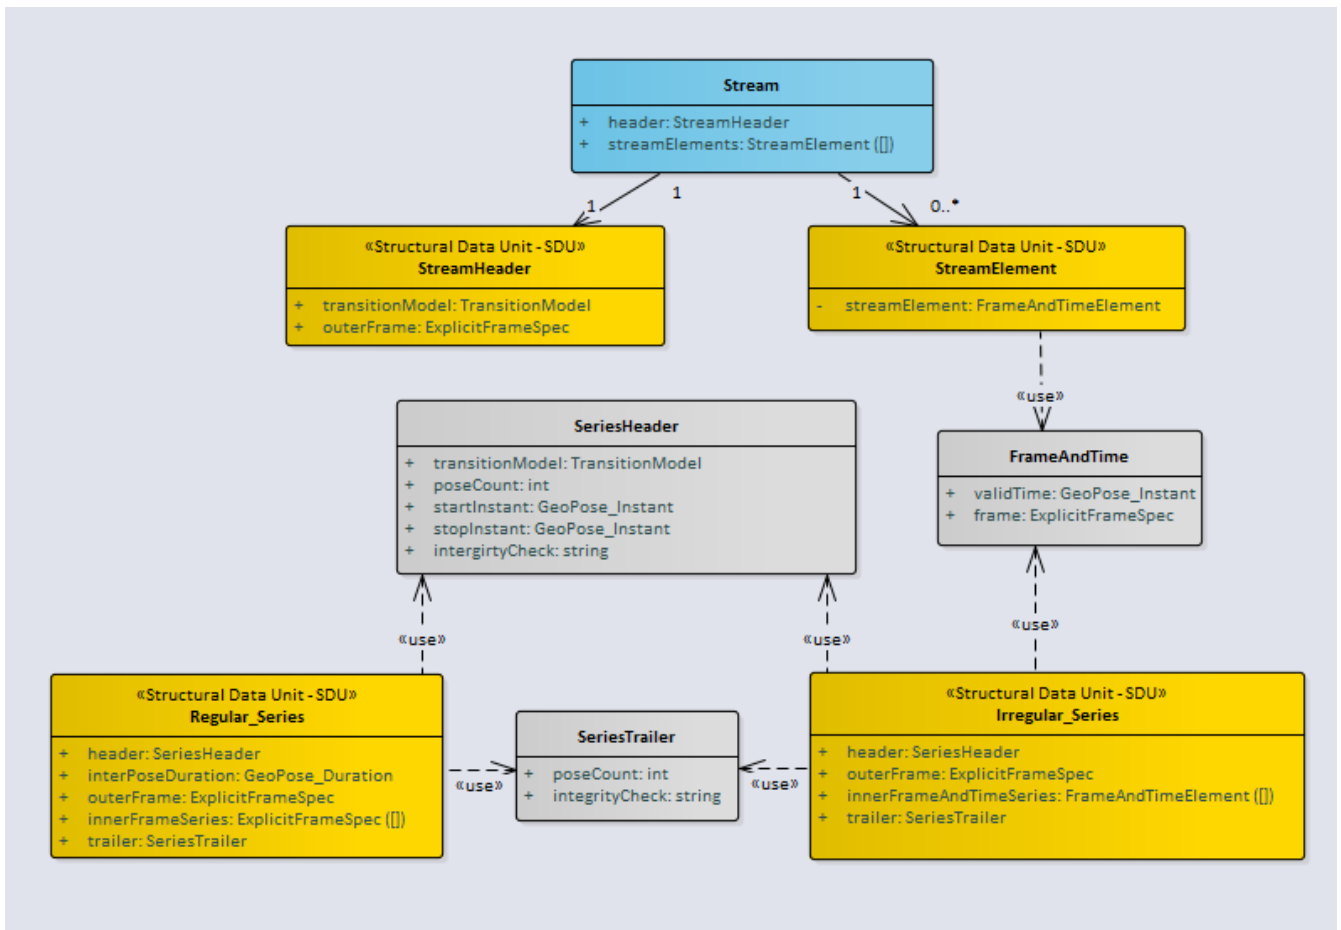 Stream
+ header: StreamHeader
+ streamElements: StreamElement ([])
1
1
1
0..*
«Structural Data Unit - SDU»
StreamHeader
+ transitionModel: TransitionModel
+ outerFrame: ExplicitFrameSpec
«Structural Data Unit - SDU»
StreamElement
- streamElement: FrameAndTimeElement
«use»
SeriesHeader
+ transitionModel: TransitionModel
+ poseCount: int
+ startInstant: GeoPose_Instant
+ stopInstant: GeoPose_Instant
+ intergirtyCheck: string
FrameAndTime
+ validTime: GeoPose_Instant
+ frame: ExplicitFrameSpec
«use»
«use»
«use»
«Structural Data Unit - SDU»
Regular_Series
+ header: SeriesHeader
+ interPoseDuration: GeoPose_Duration
+ outerFrame: ExplicitFrameSpec
+ innerFrameSeries: ExplicitFrameSpec ([])
+ trailer: SeriesTrailer
«use»
SeriesTrailer
+ poseCount: int
+ integrityCheck: string
«use»
«Structural Data Unit - SDU»
Irregular_Series
+ header: SeriesHeader
+ outerFrame: ExplicitFrameSpec
+ innerFrameAndTimeSeries: FrameAndTimeElement ([])
+ trailer: SeriesTrailer